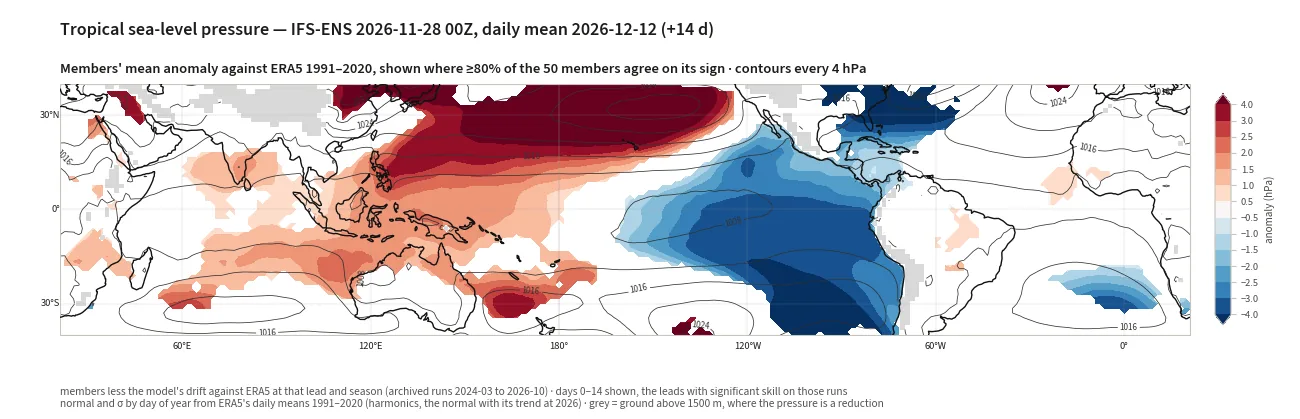 Tropical sea-level pressure — IFS-ENS 2026-11-28 00Z, daily mean 2026-12-12 (+14 d)
Members' mean anomaly against ERA5 1991–2020, shown where ≥80% of the 50 members agree on its sign · contours every 4 hPa
30°N
0°
30°S
60°E
120°E
180°
120°W
60°W
0°
1016
1024
1016
1024
1016
1016
1016
1016
1024
1016
1016
4.0
3.0
2.5
2.0
1.5
1.0
0.5
−0.5
−1.0
−1.5
−2.0
−2.5
−3.0
−4.0
anomaly (hPa)
members less the model's drift against ERA5 at that lead and season (archived runs 2024-03 to 2026-10) · days 0–14 shown, the leads with significant skill on those runs
normal and σ by day of year from ERA5's daily means 1991–2020 (harmonics, the normal with its trend at 2026) · grey = ground above 1500 m, where the pressure is a reduction